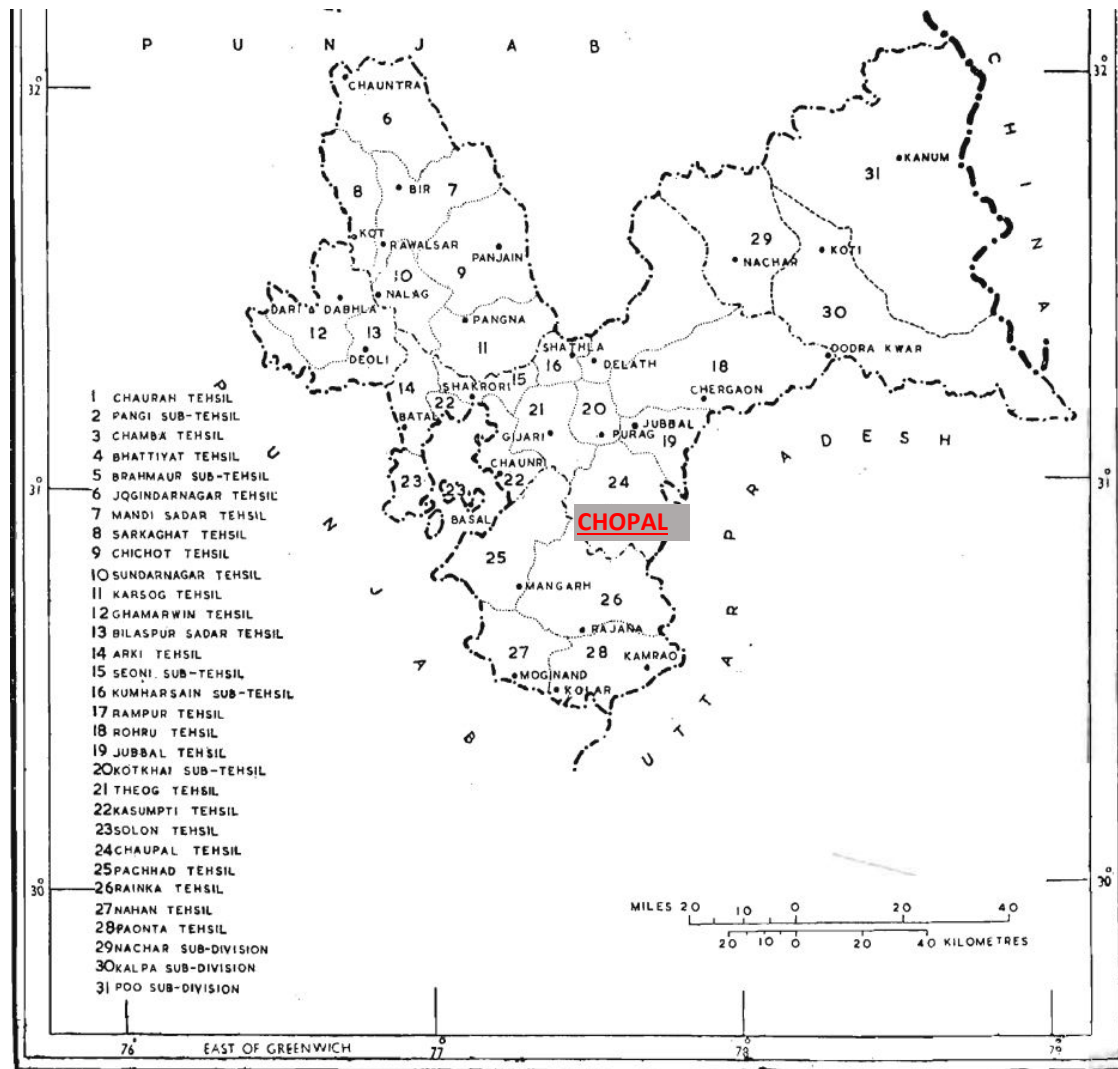 PUNJAB
CHINA
32°
32°
CHAUNTRA
6
KANUM
31
8
BIR
7
KOT
RAWALSAR
PANJAIN
29
NACHAR
KOTI
10
9
NALAG
DARI & DABHLA
12
13
PANGNA
30
11
SHATHLA
DOORA KWAR
DEOLI
16
DELATH
18
15
SHAKRORI
14
22
CHERGAON
21
20
BATAL
JUBBAL
GIJARI
PURAG
19
CHAUNRI
22
24
31°
31°
23
23
BASAL
CHOPAL
25
MANGARH
26
RAJANA
27
28
KAMRAO
MOGINAND
KOLAR
PUNJAB
UTTAR PRADESH
1 CHAURAH TEHSIL
2 PANGI SUB-TEHSIL
3 CHAMBA TEHSIL
4 BHATTIYAT TEHSIL
5 BRAHMAUR SUB-TEHSIL
6 JOGINDARNAGAR TEHSIL
7 MANDI SADAR TEHSIL
8 SARKAGHAT TEHSIL
9 CHICHOT TEHSIL
10 SUNDARNAGAR TEHSIL
11 KARSOG TEHSIL
12 GHAMARWIN TEHSIL
13 BILASPUR SADAR TEHSIL
14 ARKI TEHSIL
15 SEONI SUB-TEHSIL
16 KUMHARSAIN SUB-TEHSIL
17 RAMPUR TEHSIL
18 ROHRU TEHSIL
19 JUBBAL TEHSIL
20 KOTKHAI SUB-TEHSIL
21 THEOG TEHSIL
22 KASUMPTI TEHSIL
23 SOLON TEHSIL
24 CHAUPAL TEHSIL
25 PACHHAD TEHSIL
26 RAINKA TEHSIL
27 NAHAN TEHSIL
28 PAONTA TEHSIL
29 NACHAR SUB-DIVISION
30 KALPA SUB-DIVISION
31 POO SUB-DIVISION
30°
30°
MILES 20 10 0 20 40
20 10 0 20 40 KILOMETRES
76° EAST OF GREENWICH 77° 78° 79°